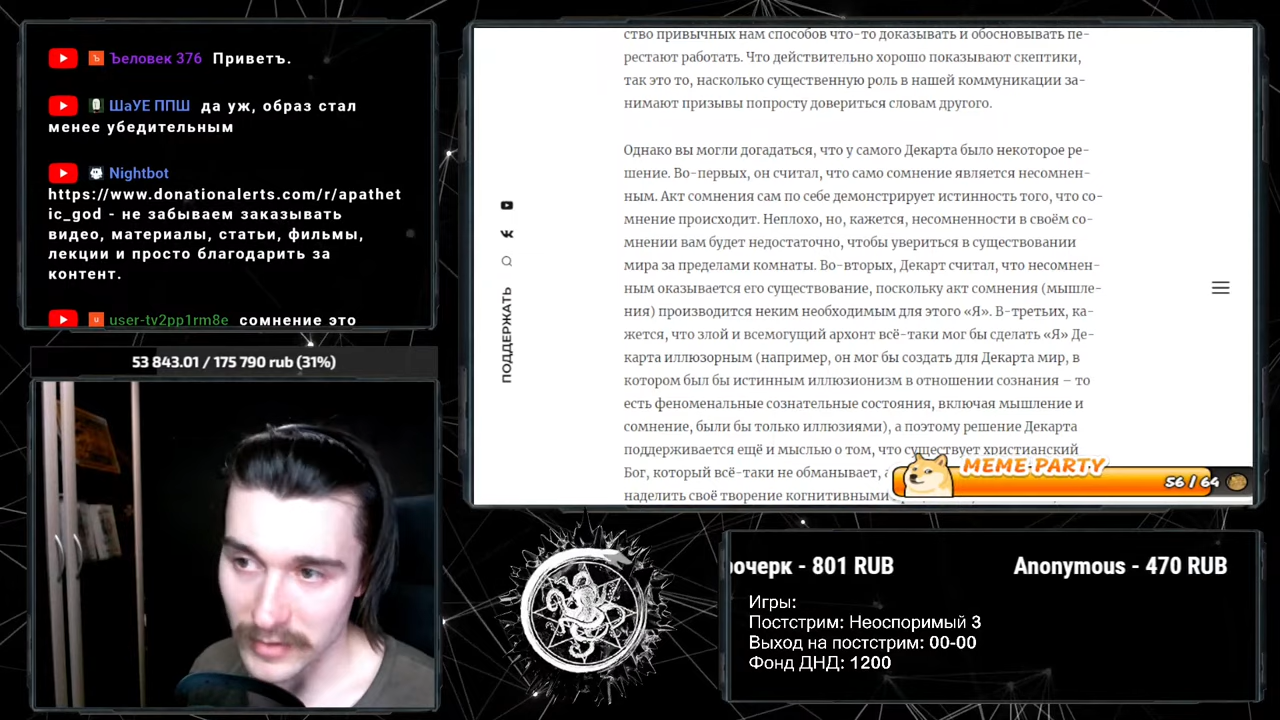 Ъеловек 376 Приветъ.
ШаУЕ ППШ да уж, образ стал
менее убедительным
Nightbot
https://www.donationalerts.com/r/apathet
ic_god - не забываем заказывать
видео, материалы, статьи, фильмы,
лекции и просто благодарить за
контент.
user-tv2pp1rm8e сомнение это
53 843.01 / 175 790 rub (31%)
ПОДДЕРЖАТЬ
ство привычных нам способов что-то доказывать и обосновывать пе-
рестают работать. Что действительно хорошо показывают скептики,
так это то, насколько существенную роль в нашей коммуникации за-
нимают призывы попросту довериться словам другого.
Однако вы могли догадаться, что у самого Декарта было некоторое ре-
шение. Во-первых, он считал, что само сомнение является несомнен-
ным. Акт сомнения сам по себе демонстрирует истинность того, что со-
мнение происходит. Неплохо, но, кажется, несомненности в своём со-
мнении вам будет недостаточно, чтобы увериться в существовании
мира за пределами комнаты. Во-вторых, Декарт считал, что несомнен-
ным оказывается его существование, поскольку акт сомнения (мышле-
ния) производится неким необходимым для этого «Я». В-третьих, ка-
жется, что злой и всемогущий архонт всё-таки мог бы сделать «Я» Де-
карта иллюзорным (например, он мог бы создать для Декарта мир, в
котором был бы истинным иллюзионизм в отношении сознания – то
есть феноменальные сознательные состояния, включая мышление и
сомнение, были бы только иллюзиями), а поэтому решение Декарта
поддерживается ещё и мыслью о том, что существует христианский
Бог, который всё-таки не обманывает, а
наделить своё творение когнитивными
MEME PARTY
56 / 64
очерк - 801 RUB
Anonymous - 470 RUB
Игры:
Постстрим: Неоспоримый 3
Выход на постстрим: 00-00
Фонд ДНД: 1200